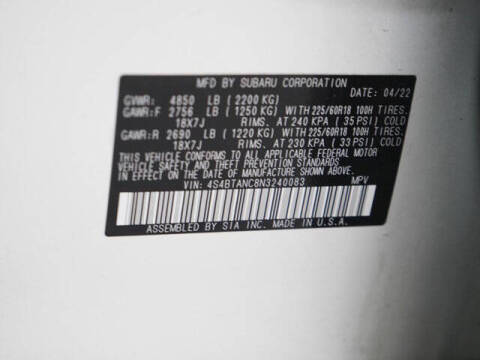 MFD BY SUBARU CORPORATION
DATE: 04/22
GVWR: 4850 LB (2200 KG)
GAWR:F 2756 LB (1250 KG) WITH 225/60R18 100H TIRES.
18X7J RIMS. AT 240 KPA (35 PSI) COLD
GAWR:R 2690 LB (1220 KG) WITH 225/60R18 100H TIRES.
18X7J RIMS. AT 230 KPA (33 PSI) COLD
THIS VEHICLE CONFORMS TO ALL APPLICABLE FEDERAL MOTOR
VEHICLE SAFETY AND THEFT PREVENTION STANDARDS
IN EFFECT ON THE DATE OF MANUFACTURE SHOWN ABOVE.
VIN: 4S4BTANC8N3240083 MPV
ASSEMBLED BY SIA INC. MADE IN U.S.A.